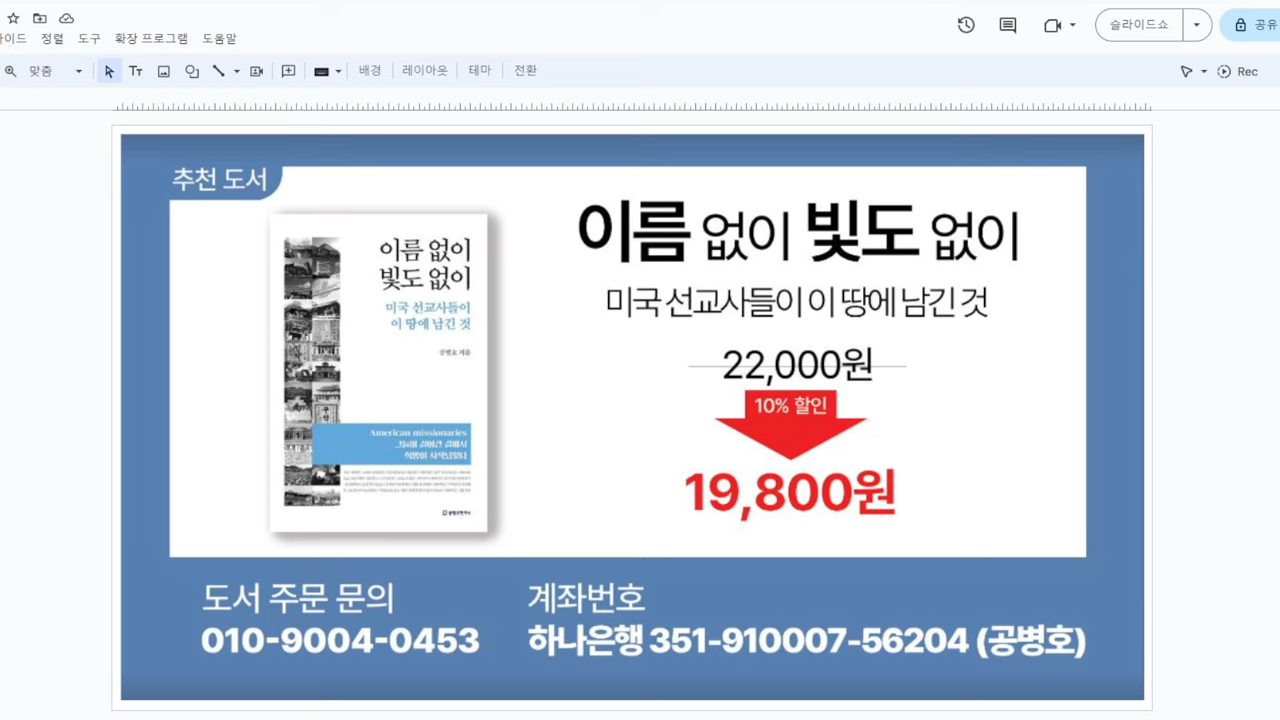 이드 정렬 도구 확장 프로그램 도움말
슬라이드쇼
공유
맞춤
배경 레이아웃 테마 전환
Rec
추천 도서
이름 없이
빛도 없이
미국 선교사들이
이 땅에 남긴 것
공병호 지음
American missionaries
이름 없이 빛도 없이
미국 선교사들이 이 땅에 남긴 것
22,000원
10% 할인
19,800원
도서 주문 문의
010-9004-0453
계좌번호
하나은행 351-910007-56204 (공병호)